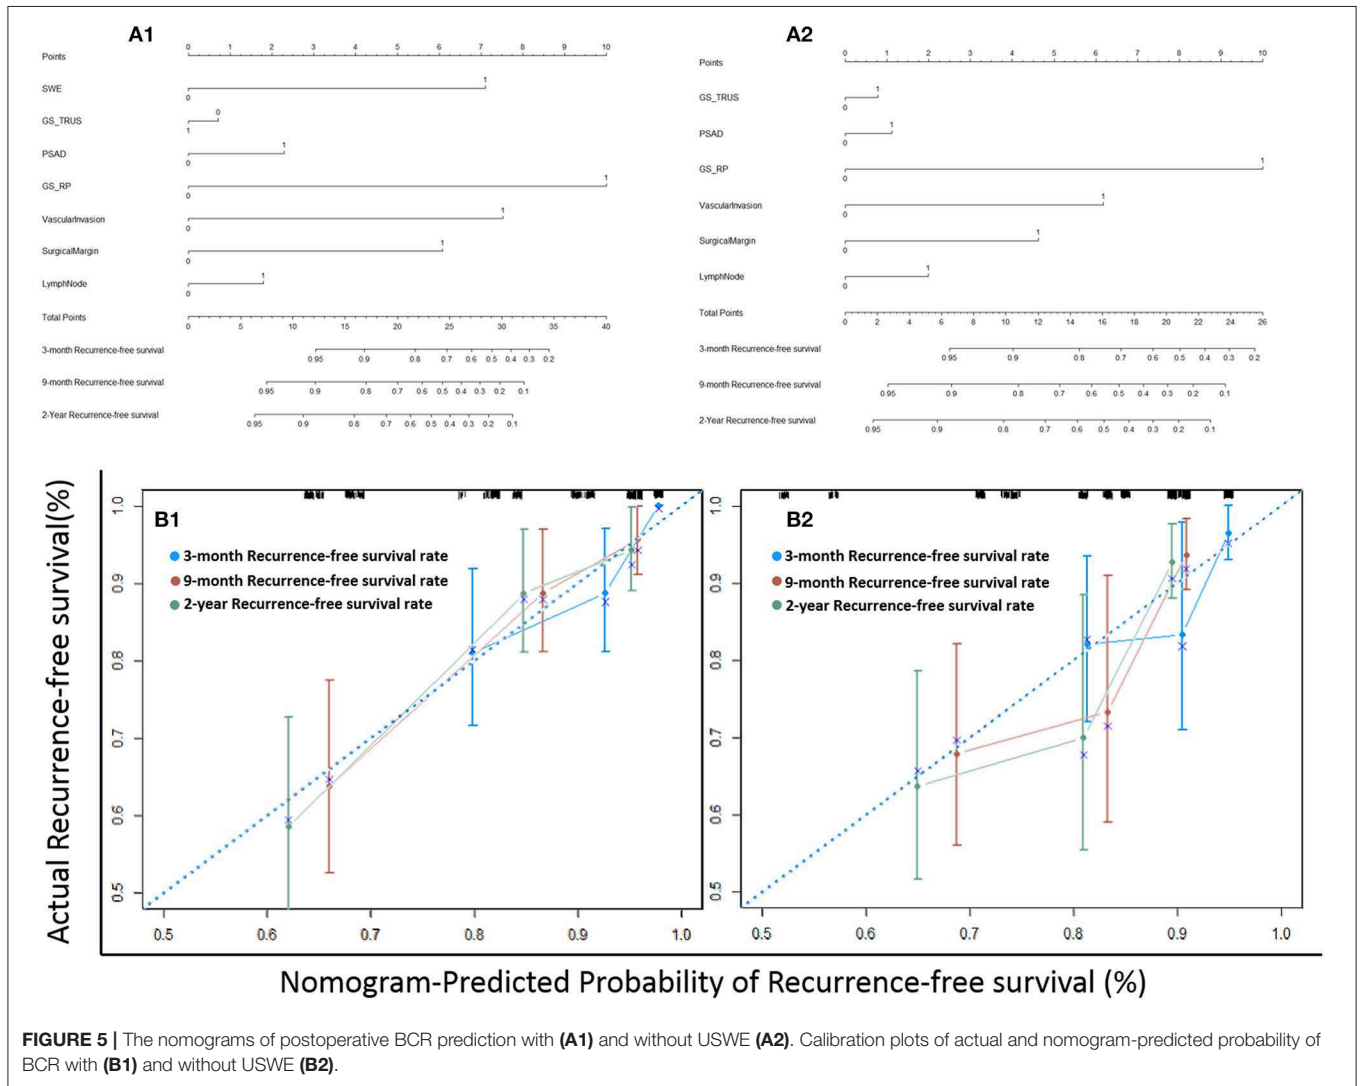 A1
Points 0 1 2 3 4 5 6 7 8 9 10
SWE 0 1
GS_TRUS 1 0
PSAD 0 1
GS_RP 0 1
VascularInvasion 0 1
SurgicalMargin 0 1
LymphNode 0 1
Total Points 0 5 10 15 20 25 30 35 40
3-month Recurrence-free survival 0.95 0.9 0.8 0.7 0.6 0.5 0.4 0.3 0.2
9-month Recurrence-free survival 0.95 0.9 0.8 0.7 0.6 0.5 0.4 0.3 0.2 0.1
2-Year Recurrence-free survival 0.95 0.9 0.8 0.7 0.6 0.5 0.4 0.3 0.2 0.1
A2
Points 0 1 2 3 4 5 6 7 8 9 10
GS_TRUS 0 1
PSAD 0 1
GS_RP 0 1
VascularInvasion 0 1
SurgicalMargin 0 1
LymphNode 0 1
Total Points 0 2 4 6 8 10 12 14 16 18 20 22 24 26
3-month Recurrence-free survival 0.95 0.9 0.8 0.7 0.6 0.5 0.4 0.3 0.2
9-month Recurrence-free survival 0.95 0.9 0.8 0.7 0.6 0.5 0.4 0.3 0.2 0.1
2-Year Recurrence-free survival 0.95 0.9 0.8 0.7 0.6 0.5 0.4 0.3 0.2 0.1
Actual Recurrence-free survival(%)
B1
3-month Recurrence-free survival rate
9-month Recurrence-free survival rate
2-year Recurrence-free survival rate
1.0
0.9
0.8
0.7
0.6
0.5
0.5 0.6 0.7 0.8 0.9 1.0
B2
3-month Recurrence-free survival rate
9-month Recurrence-free survival rate
2-year Recurrence-free survival rate
1.0
0.9
0.8
0.7
0.6
0.5
0.5 0.6 0.7 0.8 0.9 1.0
Nomogram-Predicted Probability of Recurrence-free survival (%)
FIGURE 5 | The nomograms of postoperative BCR prediction with (A1) and without USWE (A2). Calibration plots of actual and nomogram-predicted probability of
BCR with (B1) and without USWE (B2).